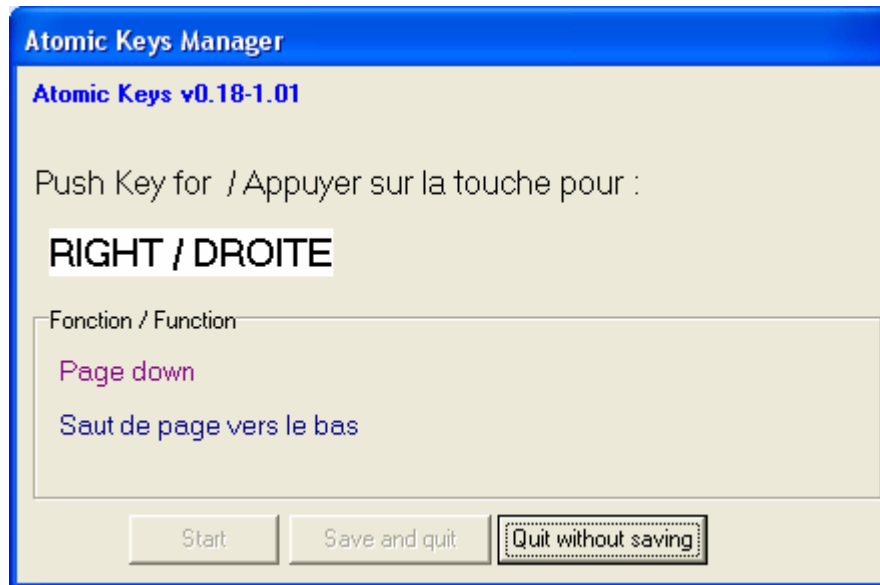 Atomic Keys Manager
Atomic Keys v0.18-1.01
Push Key for / Appuyer sur la touche pour :
RIGHT / DROITE
Fonction / Function
Page down
Saut de page vers le bas
Start Save and quit Quit without saving